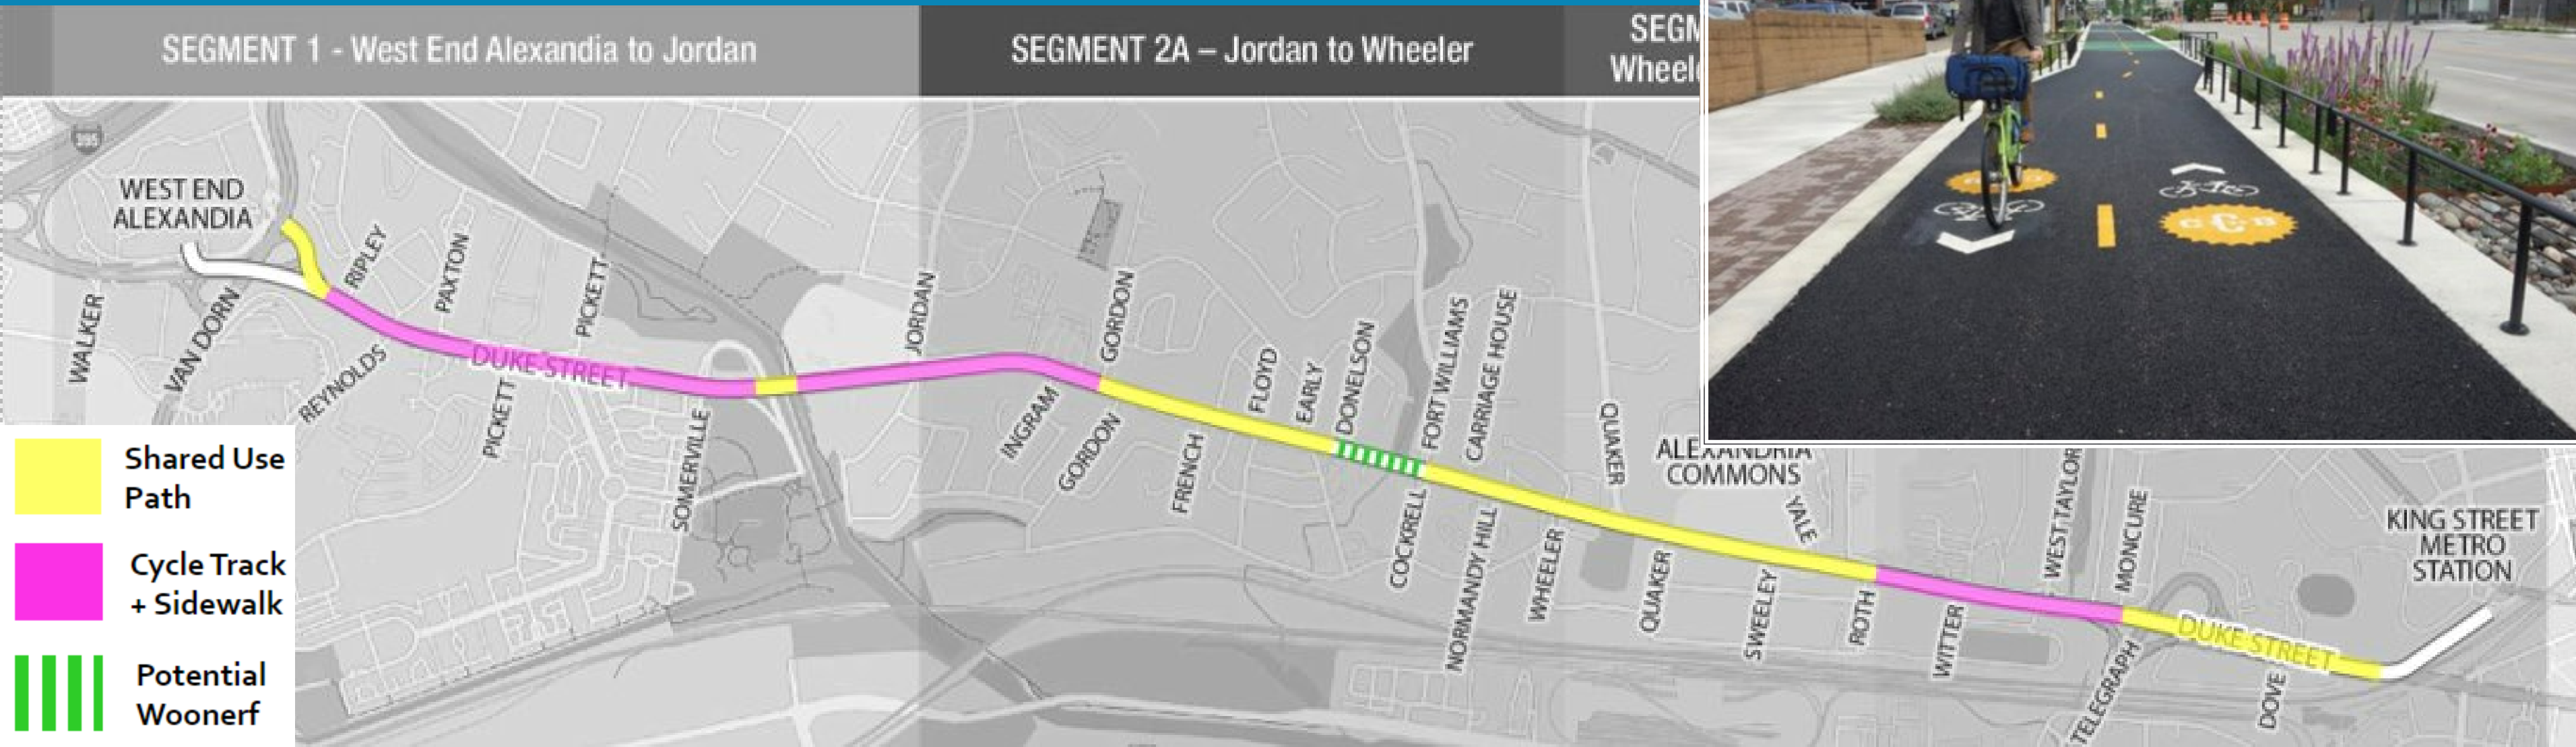 SEGMENT 1 - West End Alexandia to Jordan
SEGMENT 2A – Jordan to Wheeler
395
WEST END
ALEXANDIA
WALKER
VAN DORN
RIPLEY
REYNOLDS
PAXTON
PICKETT
PICKETT
DUKE STREET
SOMERVILLE
JORDAN
INGRAM
GORDON
GORDON
FRENCH
FLOYD
EARLY
DONELSON
FORT WILLIAMS
COCKRELL
CARRIAGE HOUSE
NORMANDY HILL
WHEELER
QUAKER
QUAKER
ALEXANDRIA
COMMONS
YALE
SWEELEY
ROTH
WITTER
WEST TAYLOR
MONCURE
TELEGRAPH
DUKE STREET
DOVE
KING STREET
METRO
STATION
Shared Use
Path
Cycle Track
+ Sidewalk
Potential
Woonerf